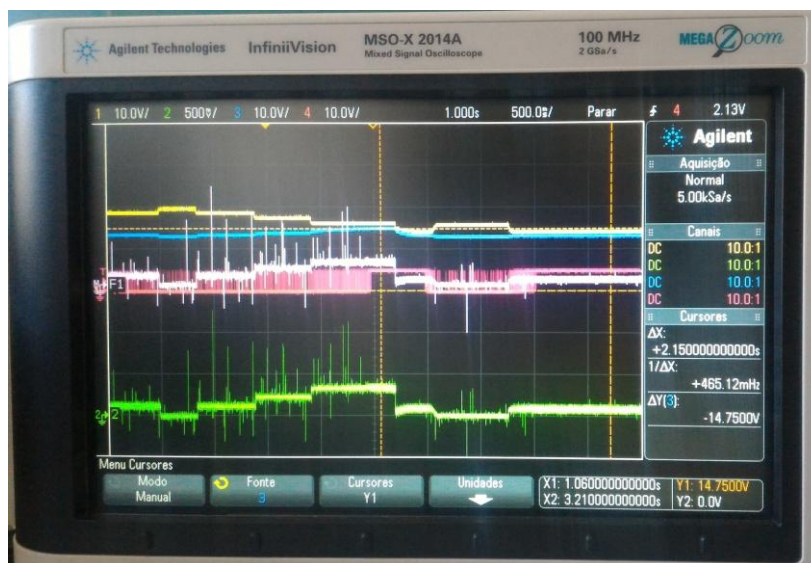 Agilent Technologies InfiniiVision MSO-X 2014A 100 MHz MEGA Zoom
Mixed Signal Oscilloscope 2 GSa/s
1 10.0V/ 2 500V/ 3 10.0V/ 4 10.0V/ 1.000s 500.0s/ Parar 4 2.13V
Agilent
Aquisição
Normal
5.00kSa/s
Canais
DC 10.0:1
DC 10.0:1
DC 10.0:1
DC 10.0:1
Cursores
ΔX:
+2.150000000000s
1/ΔX:
+465.12mHz
ΔY(3):
-14.7500V
T
F1
2 2
Menu Cursores
Modo
Manual
Fonte
3
Cursores
Y1
Unidades
X1: 1.060000000000s
X2: 3.210000000000s
Y1: 14.7500V
Y2: 0.0V